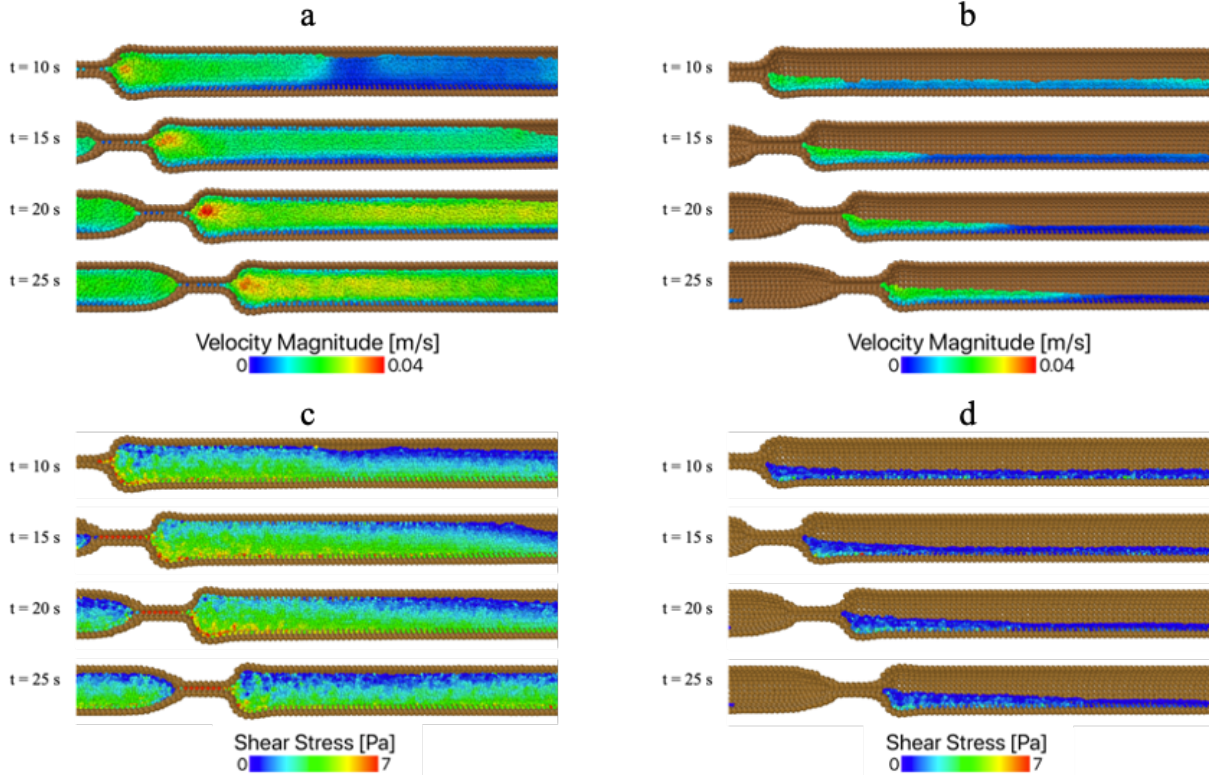 a
t = 10 s
t = 15 s
t = 20 s
t = 25 s
Velocity Magnitude [m/s]
0 0.04
b
t = 10 s
t = 15 s
t = 20 s
t = 25 s
Velocity Magnitude [m/s]
0 0.04
c
t = 10 s
t = 15 s
t = 20 s
t = 25 s
Shear Stress [Pa]
0 7
d
t = 10 s
t = 15 s
t = 20 s
t = 25 s
Shear Stress [Pa]
0 7